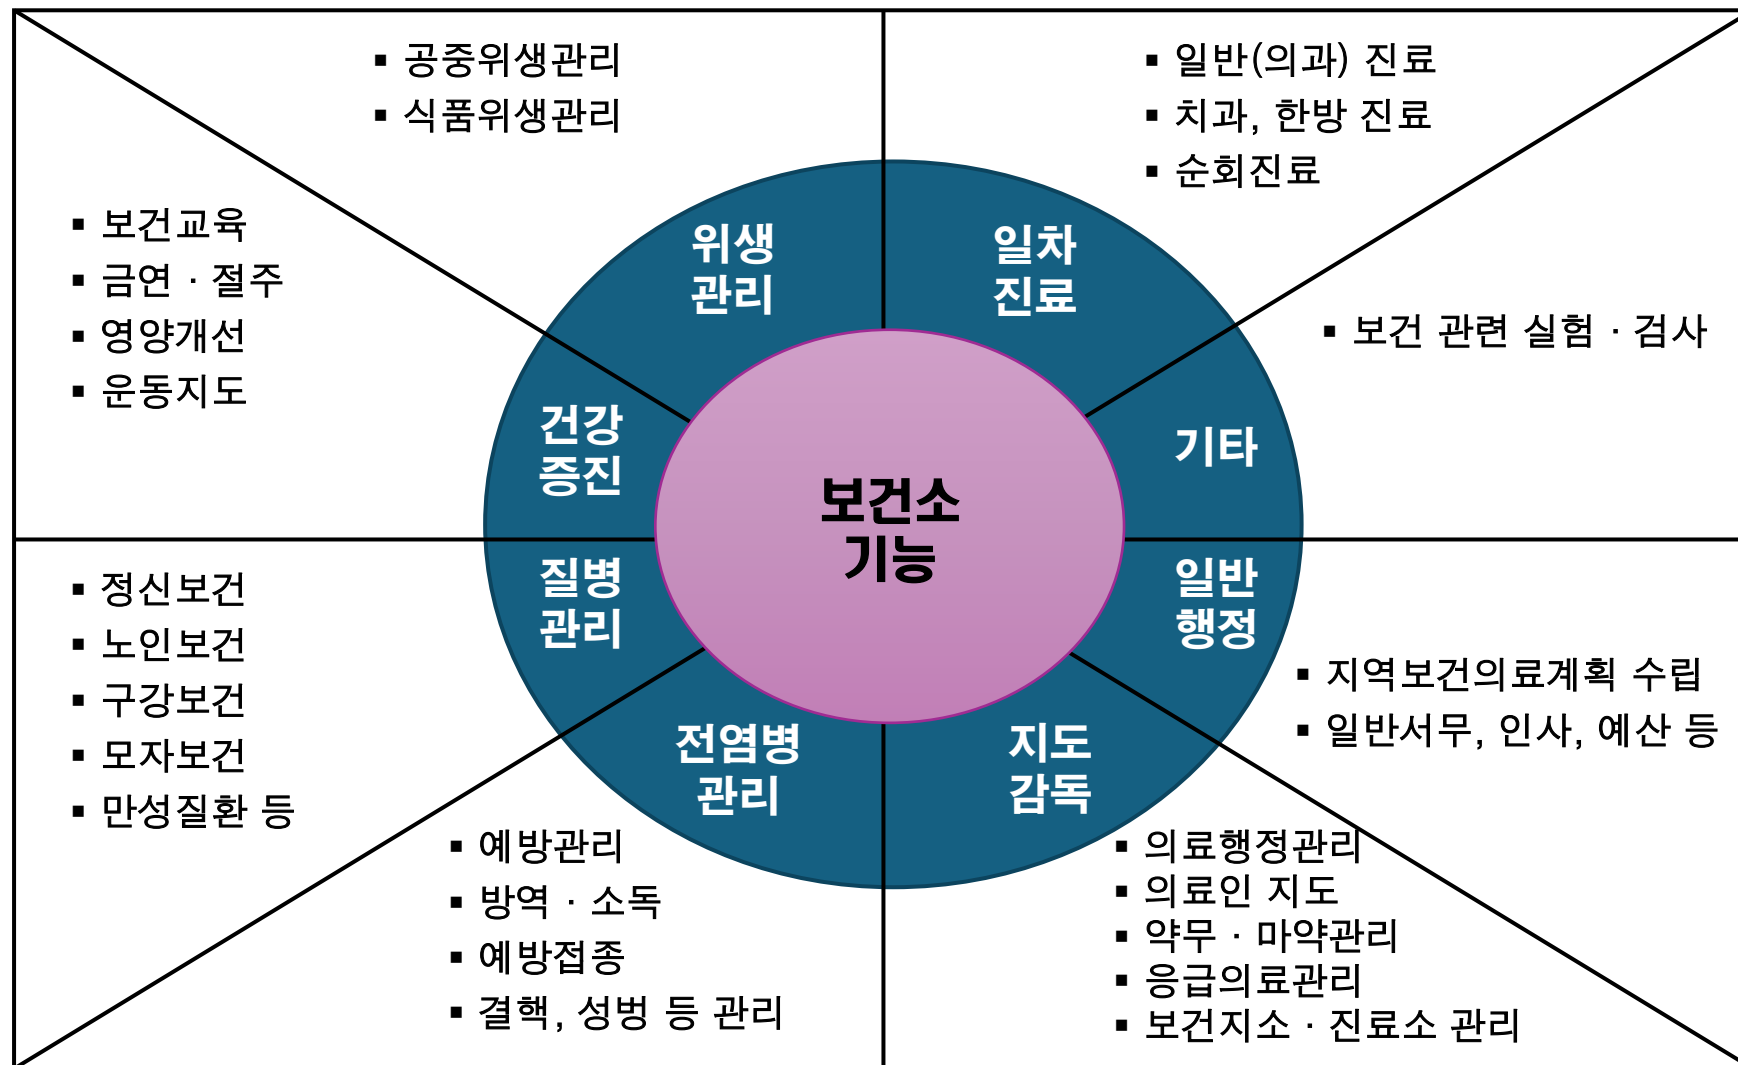 공중위생관리
식품위생관리
일반(의과) 진료
치과, 한방 진료
순회진료
보건교육
금연 · 절주
영양개선
운동지도
위생
관리
일차
진료
보건 관련 실험 · 검사
건강
증진
기타
보건소
기능
질병
관리
일반
행정
정신보건
노인보건
구강보건
모자보건
만성질환 등
지역보건의료계획 수립
일반서무, 인사, 예산 등
전염병
관리
지도
감독
예방관리
방역 · 소독
예방접종
결핵, 성병 등 관리
의료행정관리
의료인 지도
약무 · 마약관리
응급의료관리
보건지소 · 진료소 관리